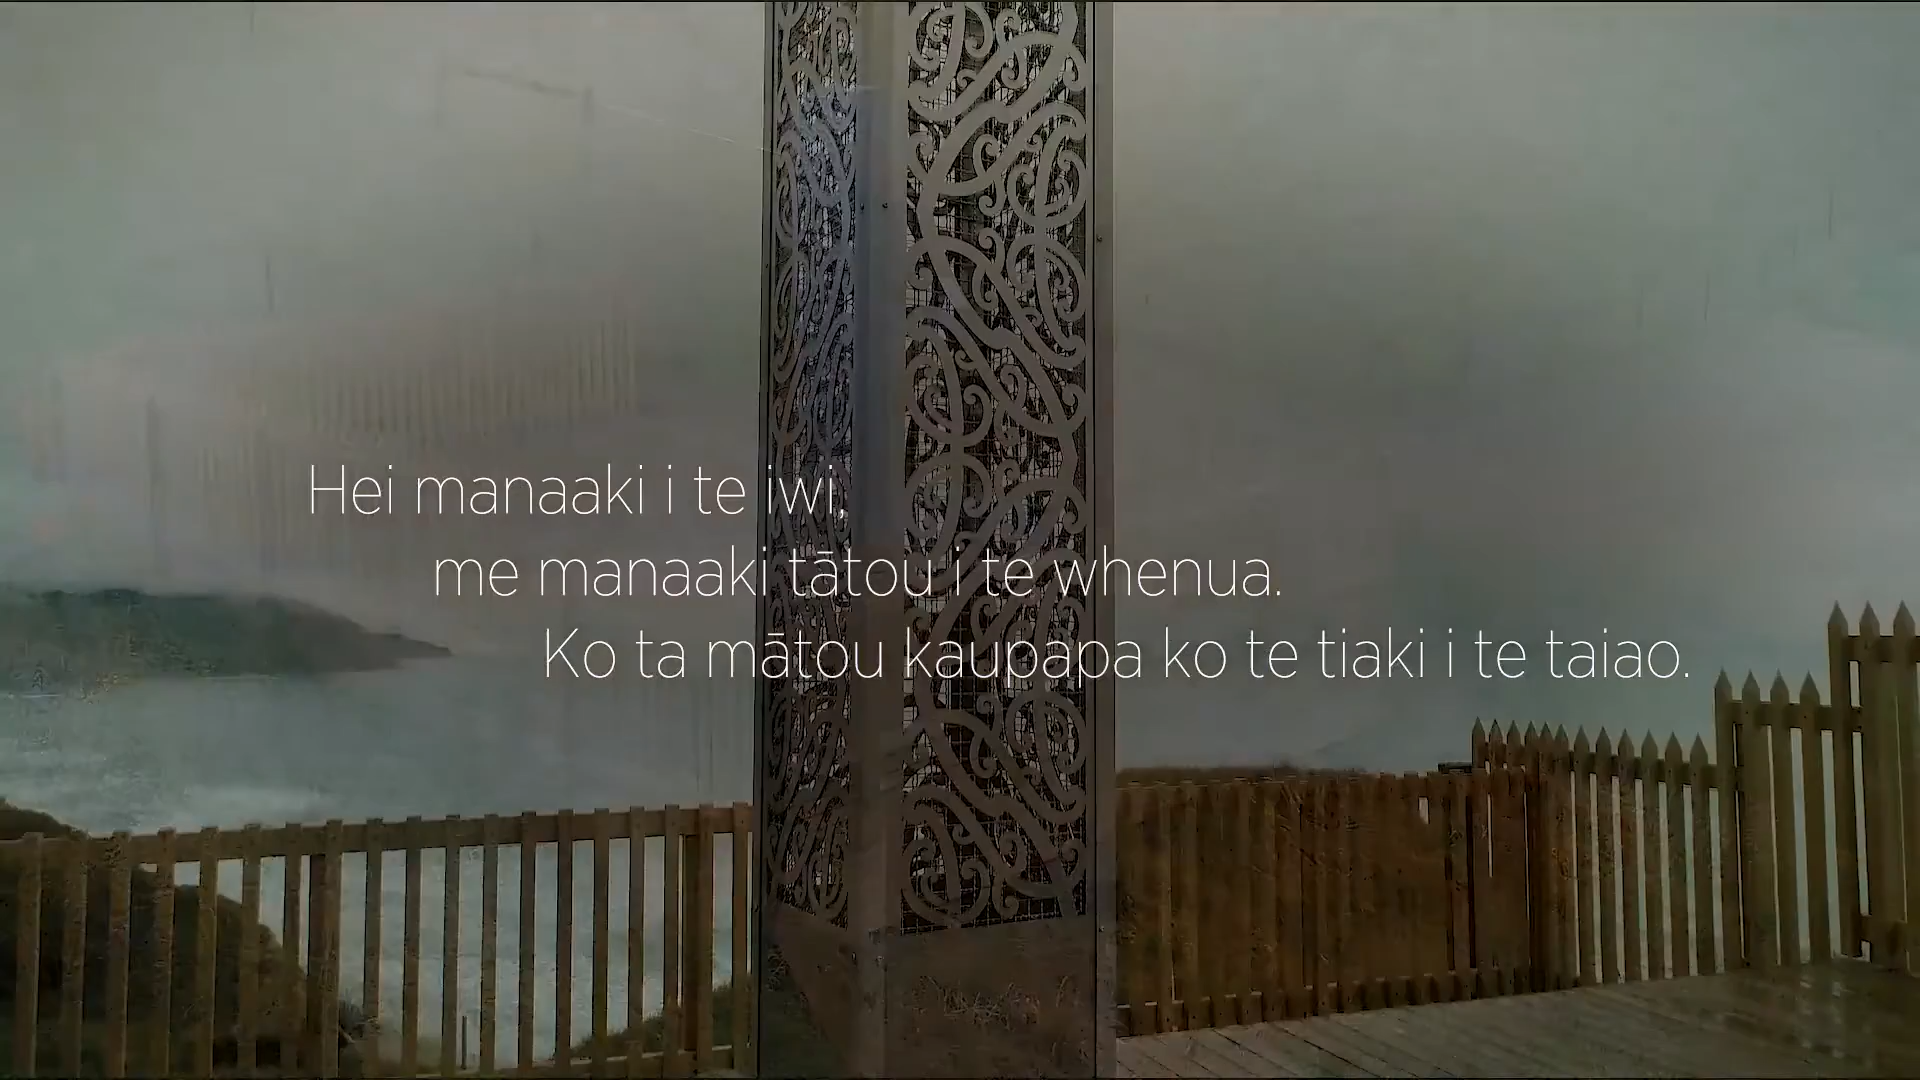 Hei manaaki i te iwi,
me manaaki tātou i te whenua.
Ko ta mātou kaupapa ko te tiaki i te taiao.